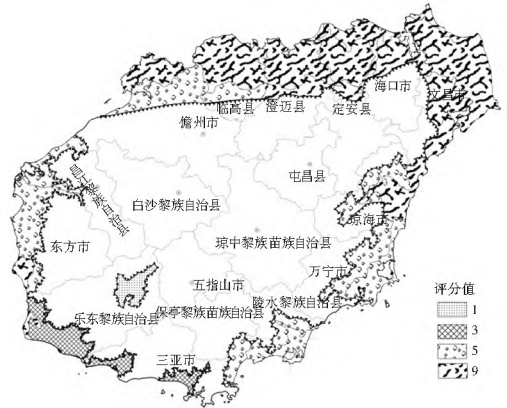 海口市
文昌市
临高县
澄迈县
定安县
儋州市
昌江黎族自治县
屯昌县
白沙黎族自治县
琼海市
东方市
琼中黎族苗族自治县
万宁市
五指山市
陵水黎族自治县
乐东黎族自治县
保亭黎族苗族自治县
三亚市
评分值
1
3
5
9